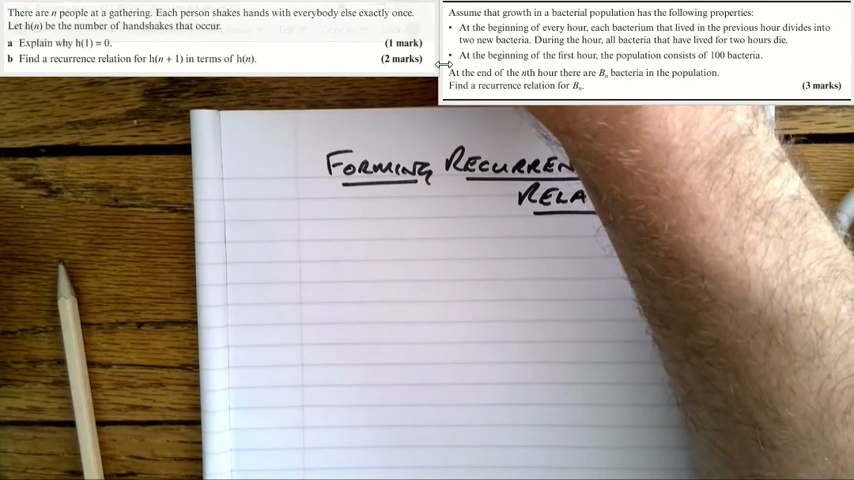 There are n people at a gathering. Each person shakes hands with everybody else exactly once.
Let h(n) be the number of handshakes that occur.
a Explain why h(1) = 0. (1 mark)
b Find a recurrence relation for h(n + 1) in terms of h(n). (2 marks)
Assume that growth in a bacterial population has the following properties:
• At the beginning of every hour, each bacterium that lived in the previous hour divides into
two new bacteria. During the hour, all bacteria that have lived for two hours die.
• At the beginning of the first hour, the population consists of 100 bacteria.
At the end of the nth hour there are Bₙ bacteria in the population.
Find a recurrence relation for Bₙ. (3 marks)
FORMING RECURREN
RELA